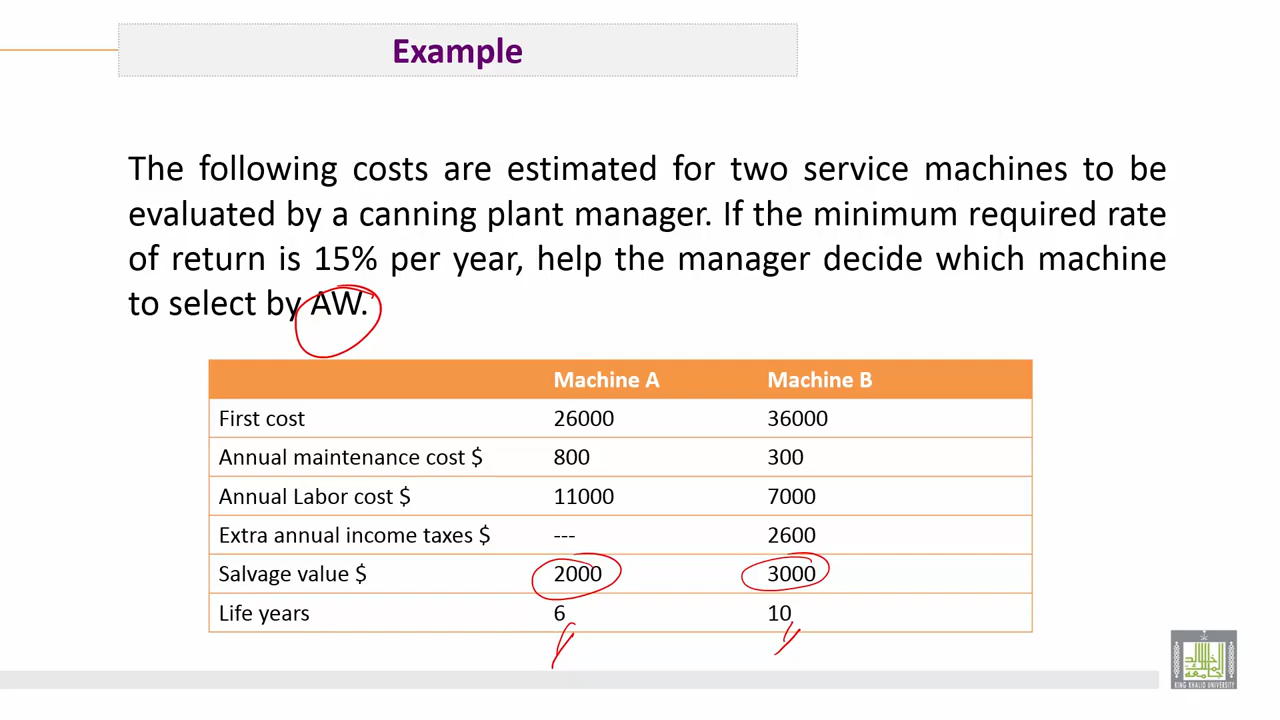 Example
The following costs are estimated for two service machines to be
evaluated by a canning plant manager. If the minimum required rate
of return is 15% per year, help the manager decide which machine
to select by AW.
Machine A Machine B
First cost 26000 36000
Annual maintenance cost $ 800 300
Annual Labor cost $ 11000 7000
Extra annual income taxes $ --- 2600
Salvage value $ 2000 3000
Life years 6 10
KING KHALID UNIVERSITY